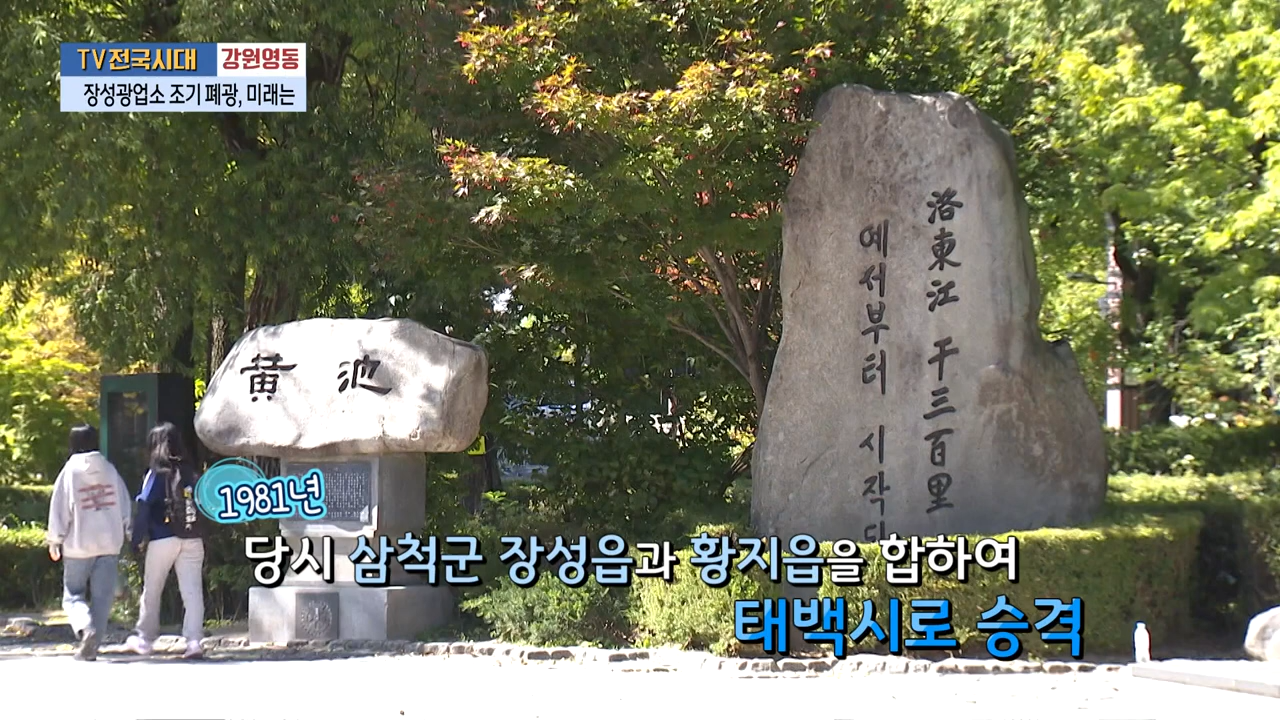 TV전국시대 강원영동
장성광업소 조기 폐광, 미래는
黃池
洛東江 千三百里
예서부터 시작다
1981년
당시 삼척군 장성읍과 황지읍을 합하여
태백시로 승격